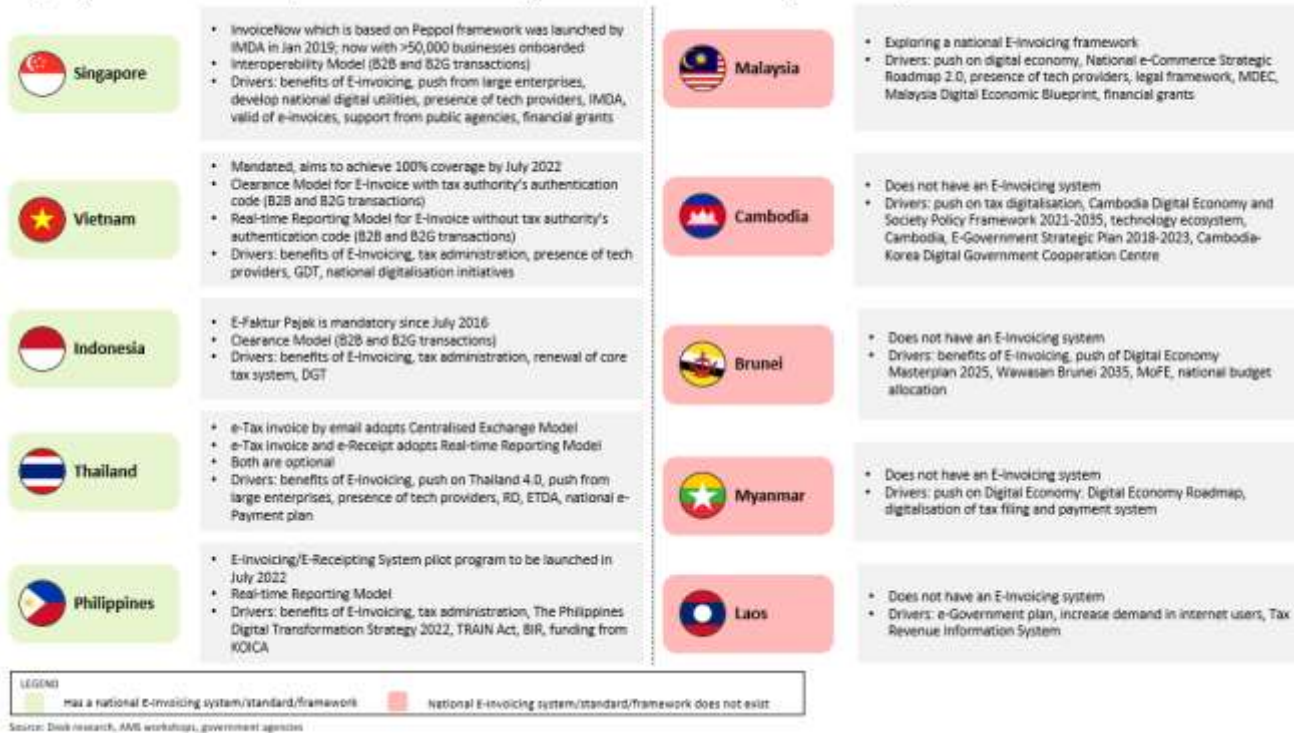 Singapore
• InvoiceNow which is based on Peppol framework was launched by
IMDA in Jan 2019; now with >50,000 businesses onboarded
• Interoperability Model (B2B and B2G transactions)
• Drivers: benefits of E-invoicing, push from large enterprises,
develop national digital utilities, presence of tech providers, IMDA,
valid of e-invoices, support from public agencies, financial grants
Vietnam
• Mandated, aims to achieve 100% coverage by July 2022
• Clearance Model for E-Invoice with tax authority's authentication
code (B2B and B2G transactions)
• Real-time Reporting Model for E-Invoice without tax authority's
authentication code (B2B and B2G transactions)
• Drivers: benefits of E-Invoicing, tax administration, presence of tech
providers, GDT, national digitalisation initiatives
Indonesia
• E-Faktur Pajak is mandatory since July 2016
• Clearance Model (B2B and B2G transactions)
• Drivers: benefits of E-Invoicing, tax administration, renewal of core
tax system, DGT
Thailand
• e-Tax invoice by email adopts Centralised Exchange Model
• e-Tax invoice and e-Receipt adopts Real-time Reporting Model
• Both are optional
• Drivers: benefits of E-Invoicing, push on Thailand 4.0, push from
large enterprises, presence of tech providers, RD, ETDA, national e-
Payment plan
Philippines
• E-Invoicing/E-Receipting System pilot program to be launched in
July 2022
• Real-time Reporting Model
• Drivers: benefits of E-Invoicing, tax administration, The Philippines
Digital Transformation Strategy 2022, TRAIN Act, BIR, funding from
KOICA
Malaysia
• Exploring a national E-Invoicing framework
• Drivers: push on digital economy, National e-Commerce Strategic
Roadmap 2.0, presence of tech providers, legal framework, MDEC,
Malaysia Digital Economic Blueprint, financial grants
Cambodia
• Does not have an E-Invoicing system
• Drivers: push on tax digitalisation, Cambodia Digital Economy and
Society Policy Framework 2021-2035, technology ecosystem,
Cambodia, E-Government Strategic Plan 2018-2023, Cambodia-
Korea Digital Government Cooperation Centre
Brunei
• Does not have an E-Invoicing system
• Drivers: benefits of E-Invoicing, push of Digital Economy
Masterplan 2025, Wawasan Brunei 2035, MoFE, national budget
allocation
Myanmar
• Does not have an E-Invoicing system
• Drivers: push on Digital Economy: Digital Economy Roadmap,
digitalisation of tax filing and payment system
Laos
• Does not have an E-Invoicing system
• Drivers: e-Government plan, increase demand in internet users, Tax
Revenue Information System
LEGEND
Has a national E-Invoicing system/standard/framework
National E-invoicing system/standard/framework does not exist
Source: Desk research, AMS workshops, government agencies